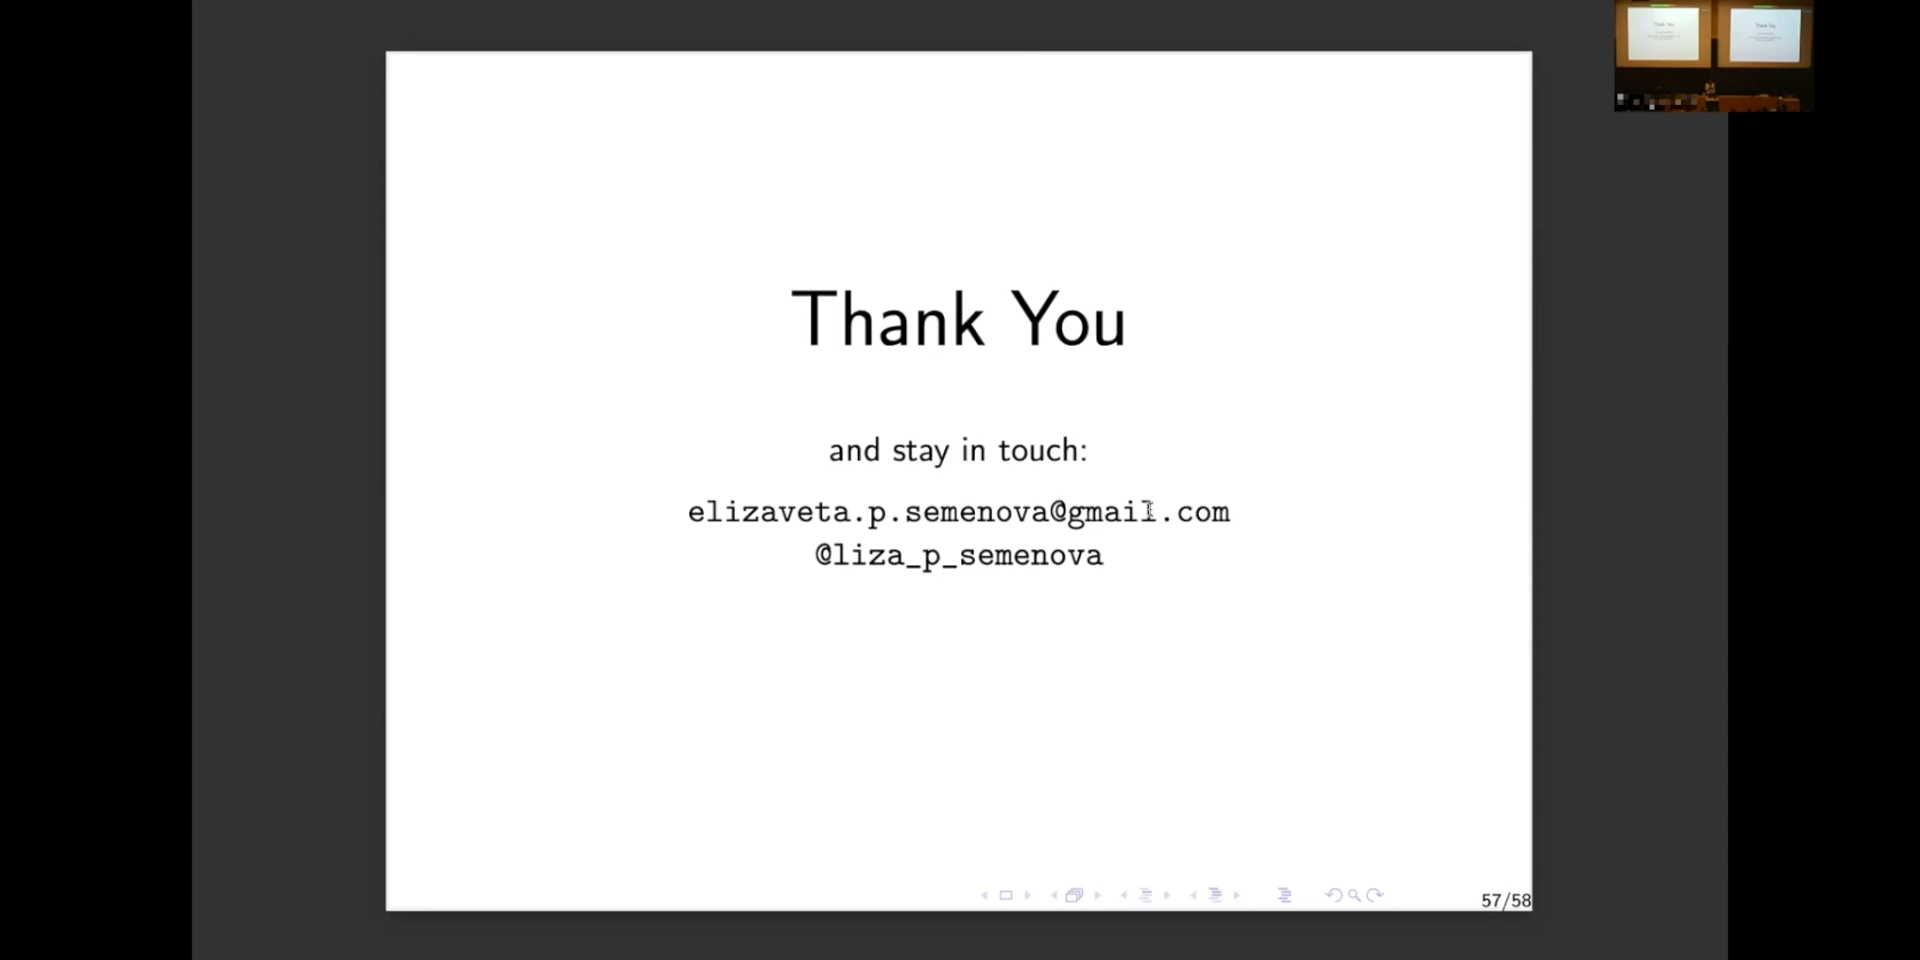 Thank You
and stay in touch:
elizaveta.p.semenova@gmail.com
@liza_p_semenova
57/58